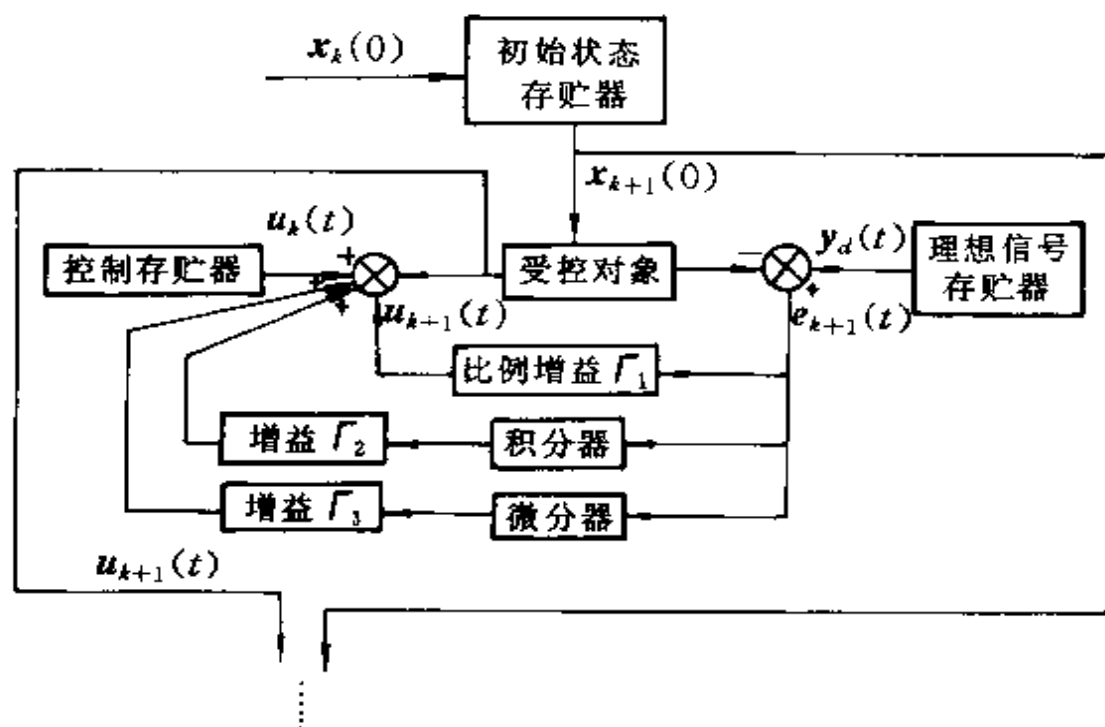 x_k(0)
初始状态
存贮器
x_{k+1}(0)
u_k(t)
+
控制存贮器
+
+
u_{k+1}(t)
受控对象
−
y_d(t)
+
e_{k+1}(t)
理想信号
存贮器
比例增益 Γ_1
增益 Γ_2
积分器
增益 Γ_3
微分器
u_{k+1}(t)